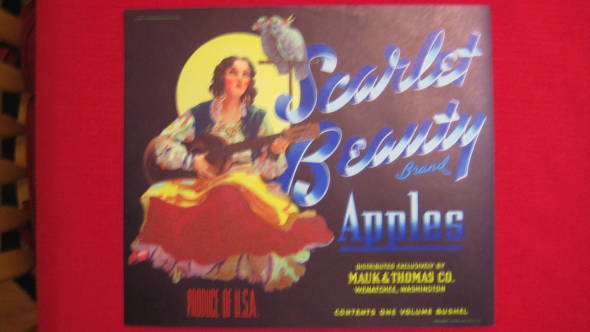 Scarlet
Beauty
Brand
Apples
DISTRIBUTED EXCLUSIVELY BY
MAUK & THOMAS CO.
WENATCHEE, WASHINGTON
PRODUCE OF U.S.A.
CONTENTS ONE VOLUME BUSHEL